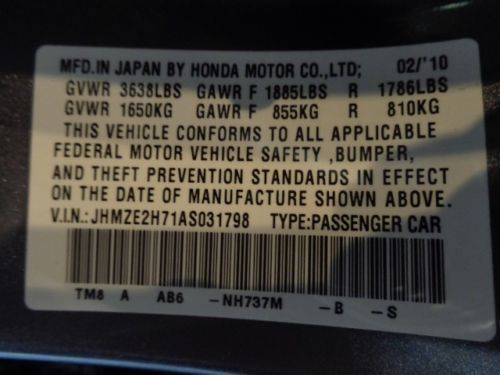 MFD.IN JAPAN BY HONDA MOTOR CO.,LTD; 02/'10
GVWR 3638LBS GAWR F 1885LBS R 1786LBS
GVWR 1650KG GAWR F 855KG R 810KG
THIS VEHICLE CONFORMS TO ALL APPLICABLE
FEDERAL MOTOR VEHICLE SAFETY ,BUMPER,
AND THEFT PREVENTION STANDARDS IN EFFECT
ON THE DATE OF MANUFACTURE SHOWN ABOVE.
V.I.N.:JHMZE2H71AS031798 TYPE:PASSENGER CAR
TM8 A AB6 -NH737M -B -S